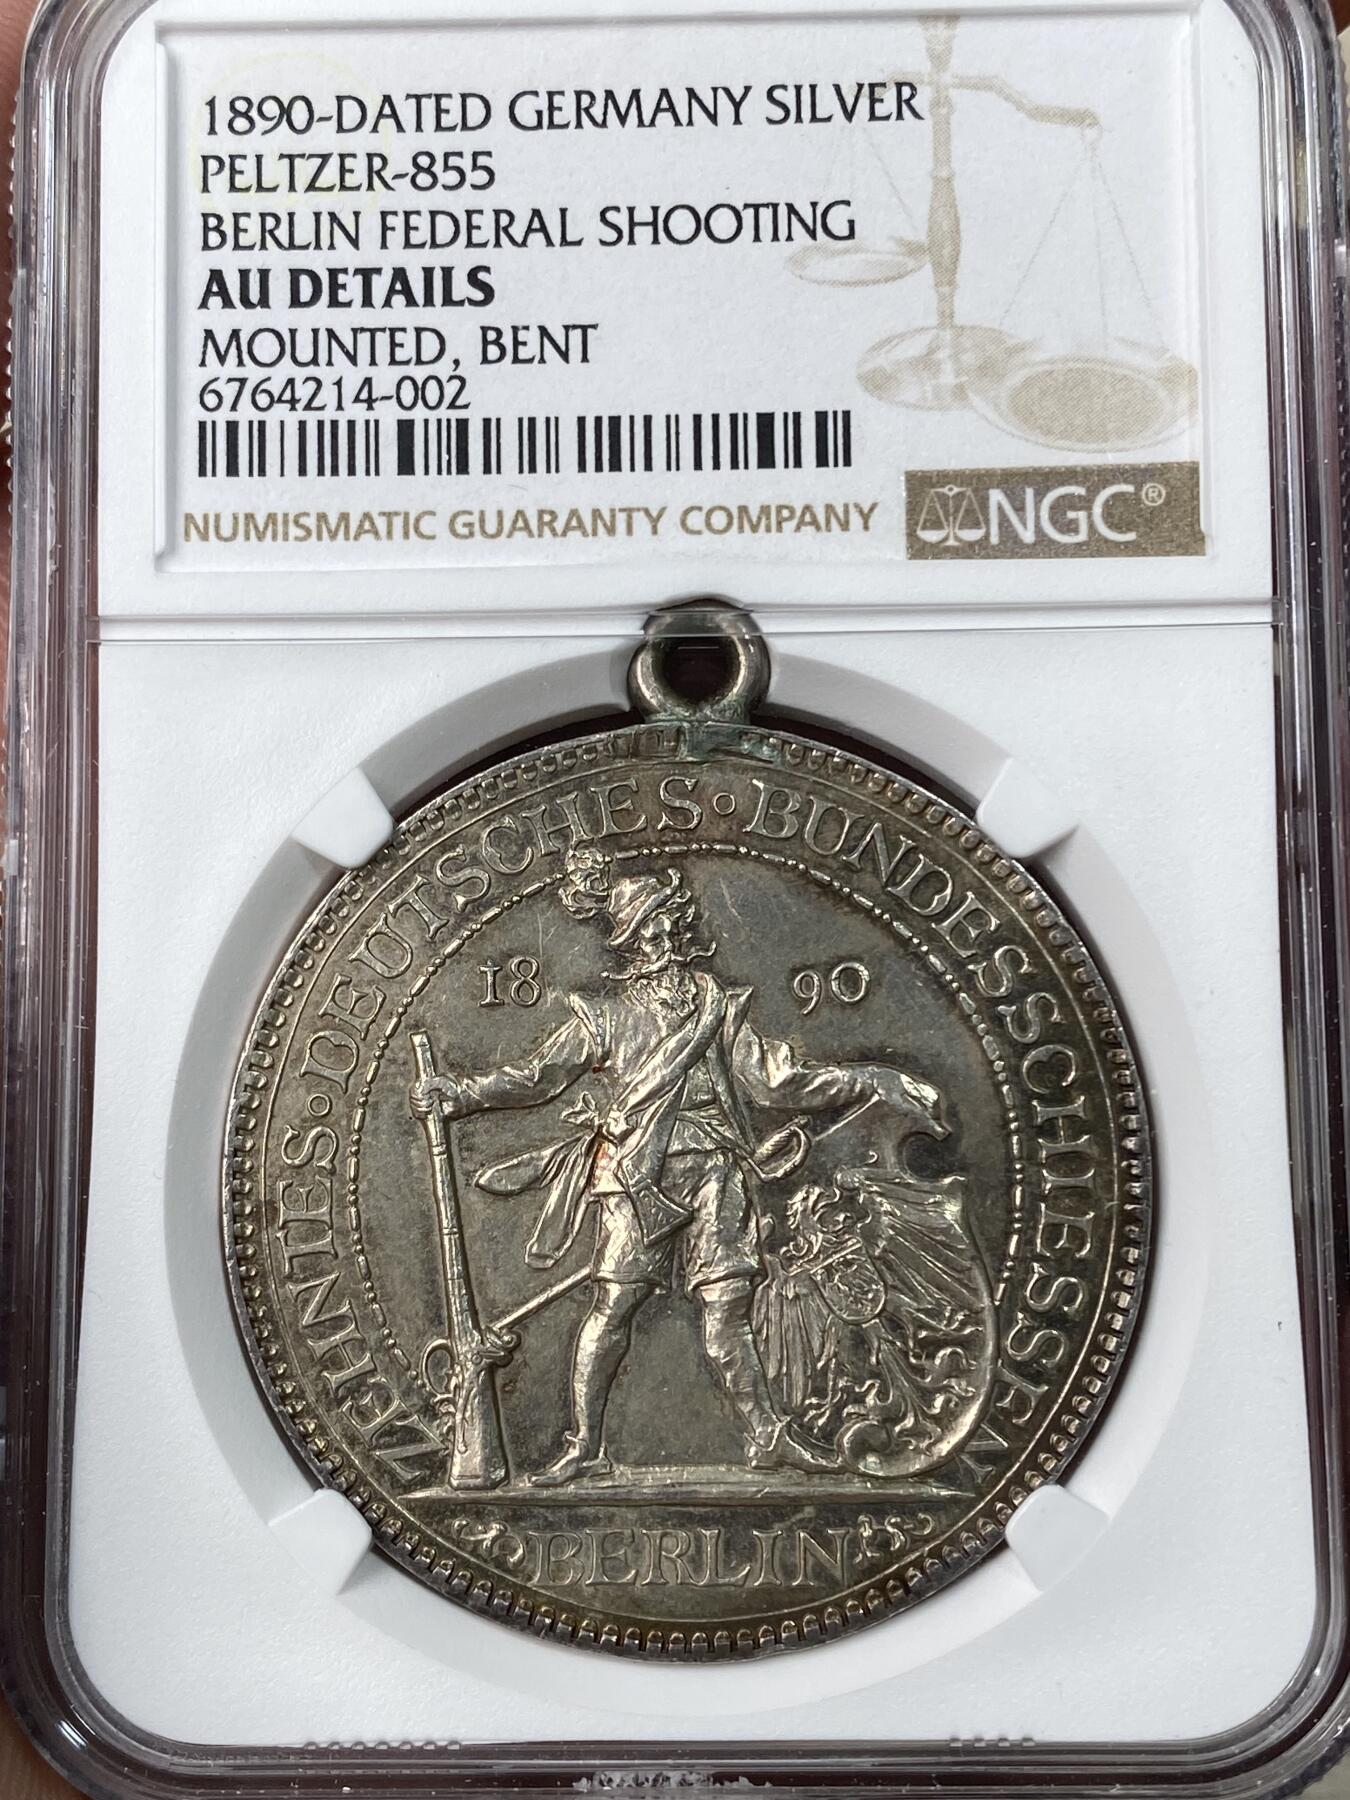 1890-DATED GERMANY SILVER
PELTZER-855
BERLIN FEDERAL SHOOTING
AU DETAILS
MOUNTED, BENT
6764214-002
NUMISMATIC GUARANTY COMPANY
NGC®
ZEHNTES · DEUTSCHES · BUNDESSCHIESSEN
18 90
BERLIN